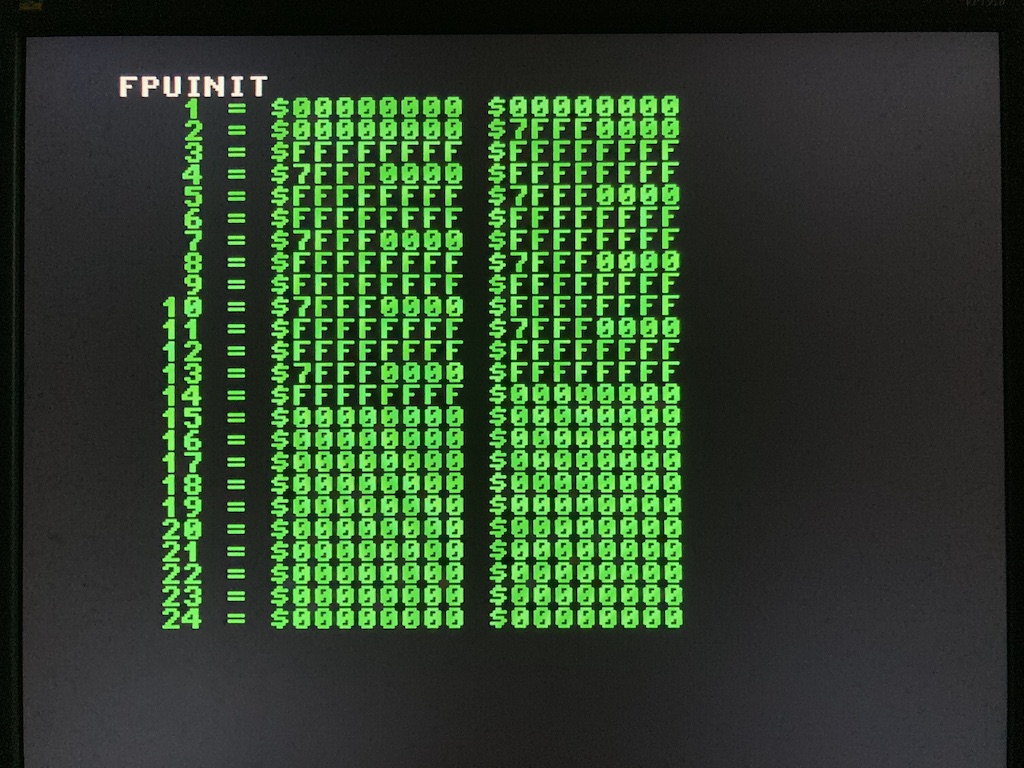 FPUINIT
1 = $00000000 $00000000
2 = $00000000 $7FFF0000
3 = $FFFFFFFF $FFFFFFFF
4 = $7FFF0000 $FFFFFFFF
5 = $FFFFFFFF $7FFF0000
6 = $FFFFFFFF $FFFFFFFF
7 = $7FFF0000 $FFFFFFFF
8 = $FFFFFFFF $7FFF0000
9 = $FFFFFFFF $FFFFFFFF
10 = $7FFF0000 $FFFFFFFF
11 = $FFFFFFFF $7FFF0000
12 = $FFFFFFFF $FFFFFFFF
13 = $7FFF0000 $FFFFFFFF
14 = $FFFFFFFF $00000000
15 = $00000000 $00000000
16 = $00000000 $00000000
17 = $00000000 $00000000
18 = $00000000 $00000000
19 = $00000000 $00000000
20 = $00000000 $00000000
21 = $00000000 $00000000
22 = $00000000 $00000000
23 = $00000000 $00000000
24 = $00000000 $00000000